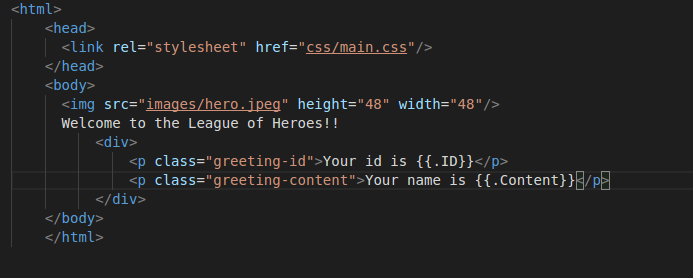 <html>
<head>
<link rel="stylesheet" href="css/main.css"/>
</head>
<body>
<img src="images/hero.jpeg" height="48" width="48"/>
Welcome to the League of Heroes!!
<div>
<p class="greeting-id">Your id is {{.ID}}</p>
<p class="greeting-content">Your name is {{.Content}}</p>
</div>
</body>
</html>